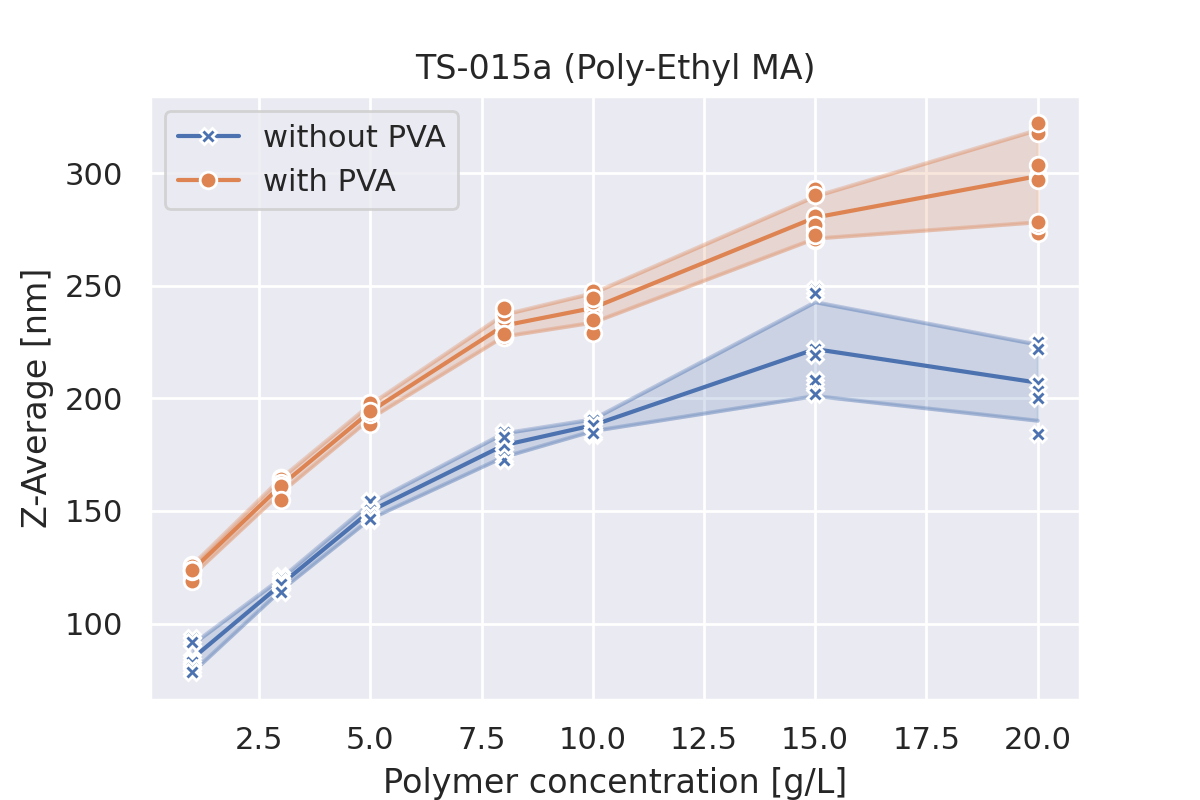 TS-015a (Poly-Ethyl MA)
without PVA
with PVA
Z-Average [nm]
300
250
200
150
100
2.5 5.0 7.5 10.0 12.5 15.0 17.5 20.0
Polymer concentration [g/L]